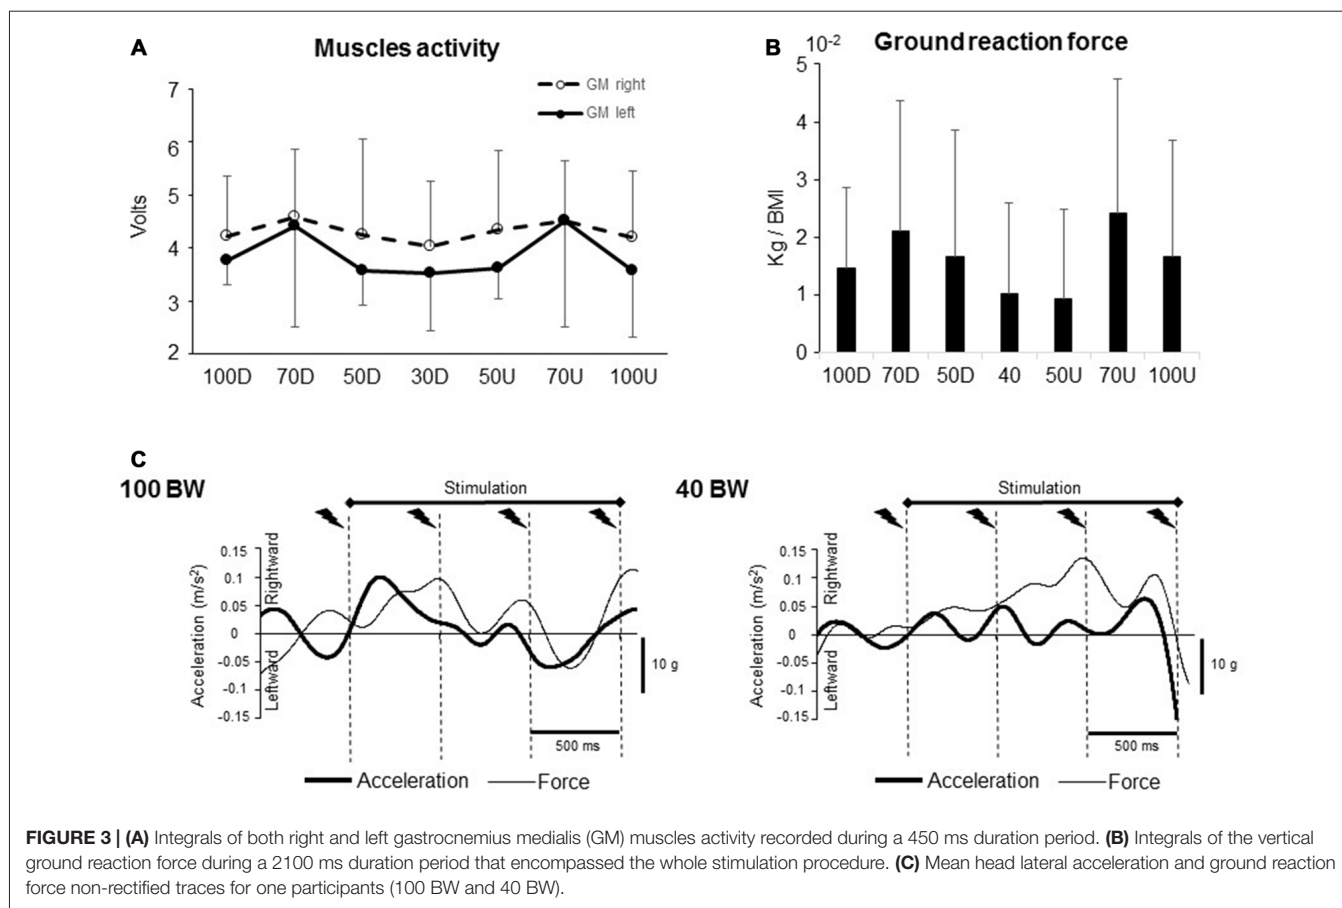 A
Muscles activity
GM right
GM left
Volts
7
6
5
4
3
2
100D 70D 50D 30D 50U 70U 100U
B
10-2
Ground reaction force
Kg / BMI
5
4
3
2
1
0
100D 70D 50D 40 50U 70U 100U
C
100 BW
Stimulation
Acceleration (m/s2)
0.15
0.1
0.05
0
-0.05
-0.1
-0.15
Rightward
Leftward
10 g
500 ms
Acceleration Force
40 BW
Stimulation
Acceleration (m/s2)
0.15
0.1
0.05
0
-0.05
-0.1
-0.15
Rightward
Leftward
10 g
500 ms
Acceleration Force
FIGURE 3 | (A) Integrals of both right and left gastrocnemius medialis (GM) muscles activity recorded during a 450 ms duration period. (B) Integrals of the vertical
ground reaction force during a 2100 ms duration period that encompassed the whole stimulation procedure. (C) Mean head lateral acceleration and ground reaction
force non-rectified traces for one participants (100 BW and 40 BW).